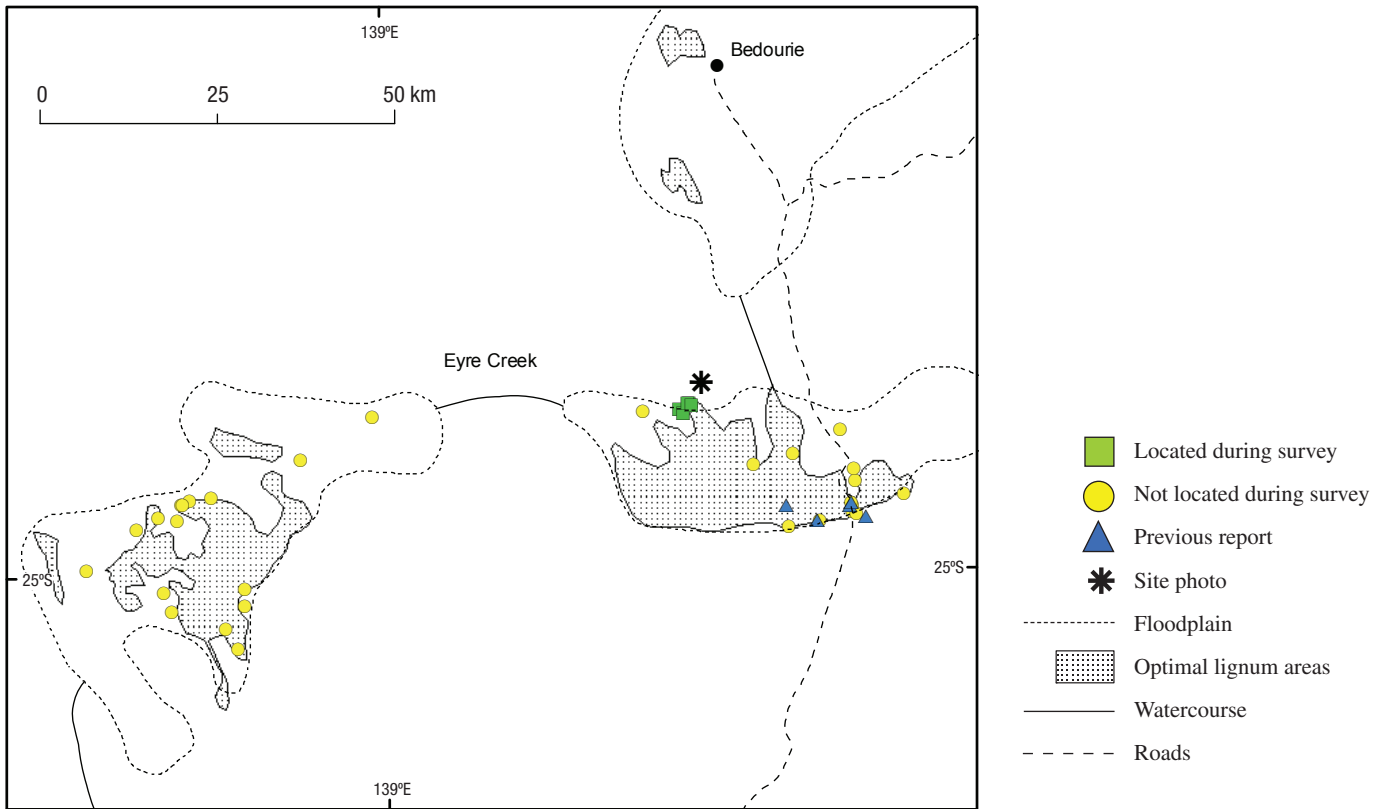 139ºE
Bedourie
0 25 50 km
Eyre Creek
25ºS
25ºS
139ºE
Located during survey
Not located during survey
Previous report
Site photo
Floodplain
Optimal lignum areas
Watercourse
Roads